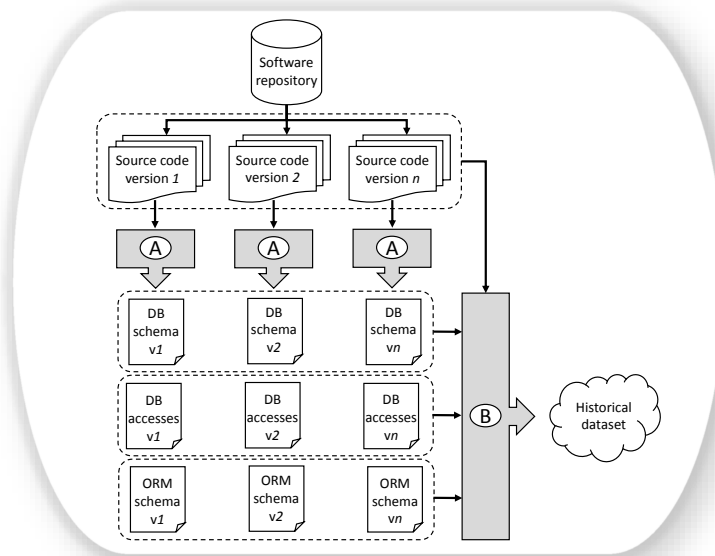 Software
repository
Source code
version 1
Source code
version 2
Source code
version n
A
A
A
DB
schema
v1
DB
schema
v2
DB
schema
vn
DB
accesses
v1
DB
accesses
v2
DB
accesses
vn
ORM
schema
v1
ORM
schema
v2
ORM
schema
vn
B
Historical
dataset